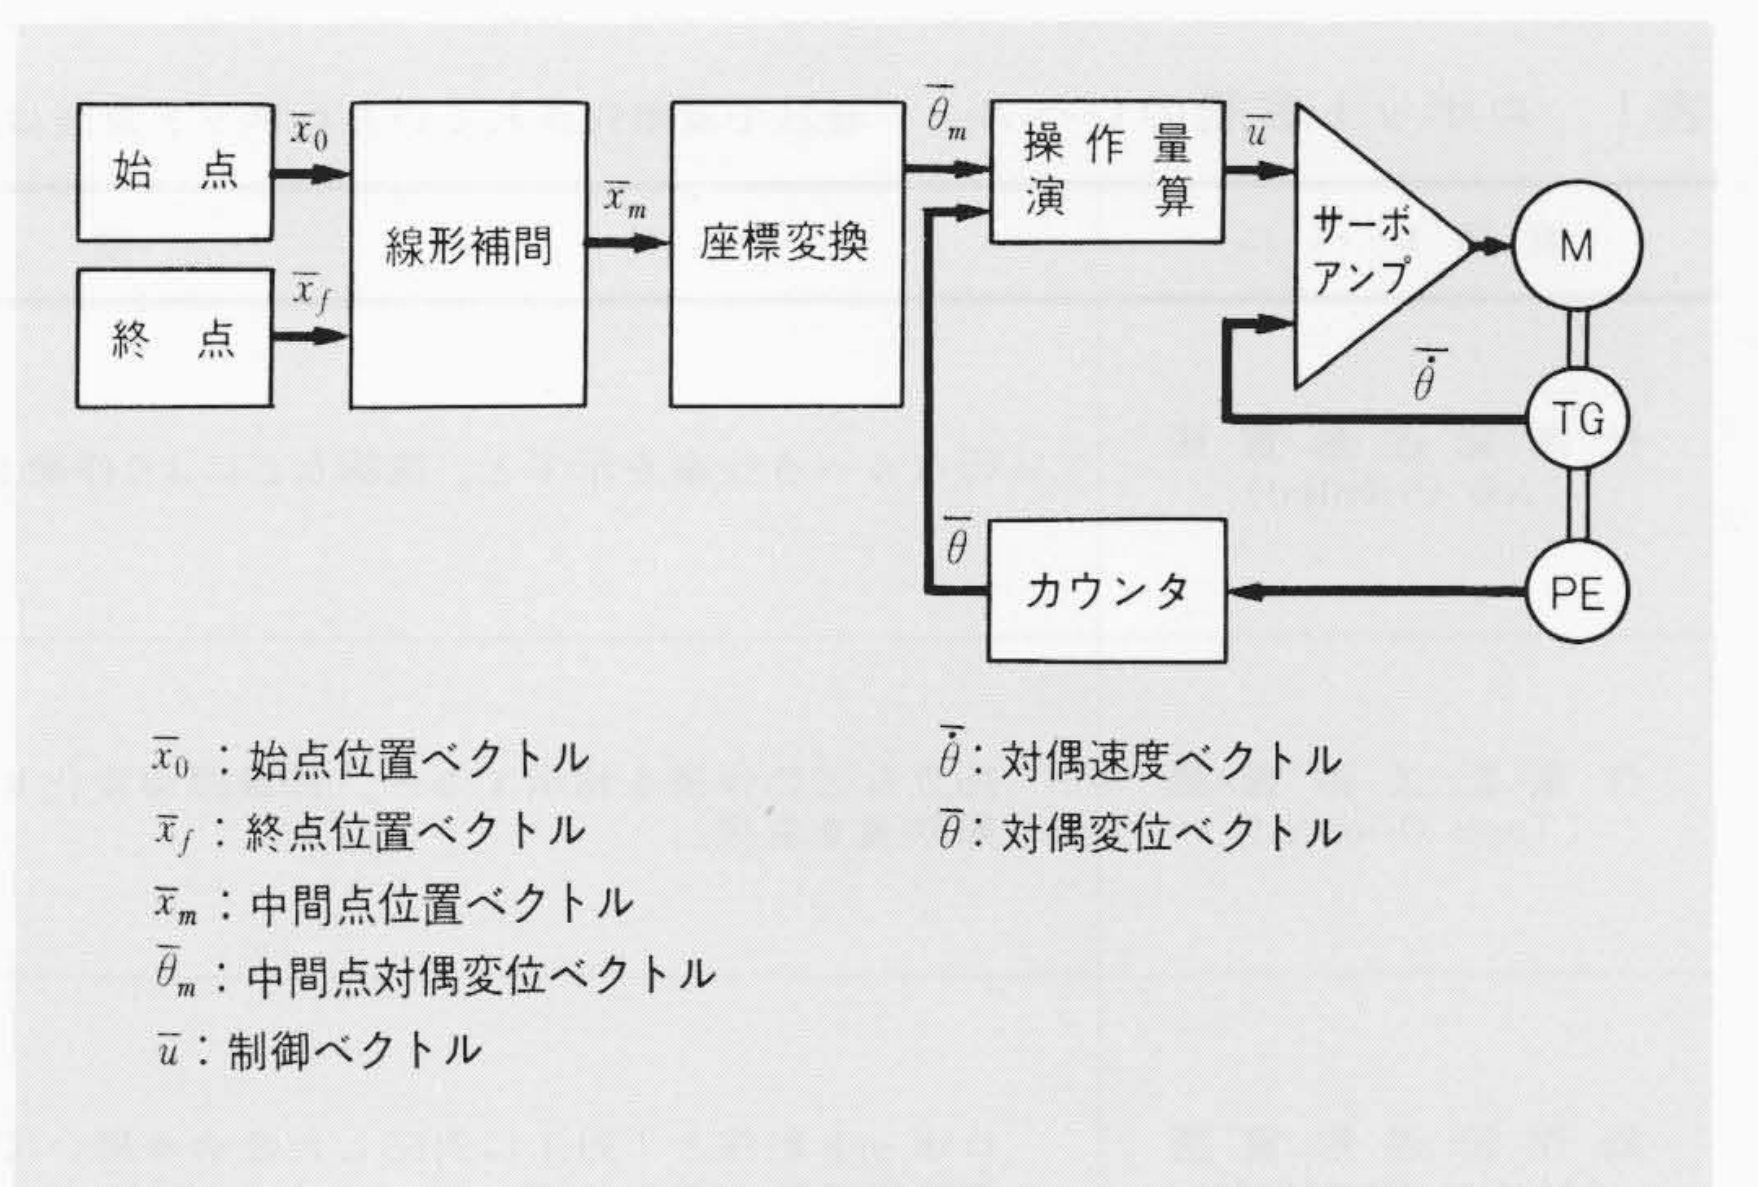 始 点
x̄₀
終 点
x̄f
線形補間
x̄m
座標変換
θ̄m
操 作 量
演 算
ū
サーボ
アンプ
M
θ̇̄
TG
θ̄
カウンタ
PE
x̄₀：始点位置ベクトル
x̄f：終点位置ベクトル
x̄m：中間点位置ベクトル
θ̄m：中間点対偶変位ベクトル
ū：制御ベクトル
θ̇̄：対偶速度ベクトル
θ̄：対偶変位ベクトル